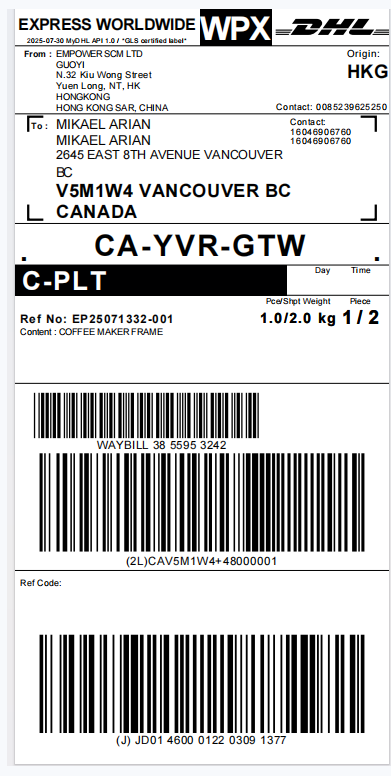 EXPRESS WORLDWIDE WPX DHL
2025-07-30 MyDHL API 1.0 / *GLS certified label*
From : EMPOWER SCM LTD
GUOYI
N.32 Kiu Wong Street
Yuen Long, NT, HK
HONGKONG
HONG KONG SAR, CHINA
Origin:
HKG
Contact: 0085239625250
To : MIKAEL ARIAN
MIKAEL ARIAN
2645 EAST 8TH AVENUE VANCOUVER
BC
V5M1W4 VANCOUVER BC
CANADA
Contact:
16046906760
16046906760
CA-YVR-GTW
C-PLT
Day Time
Ref No: EP25071332-001
Content : COFFEE MAKER FRAME
Pce/Shpt Weight Piece
1.0/2.0 kg 1 / 2
WAYBILL 38 5595 3242
(2L)CAV5M1W4+48000001
Ref Code:
(J) JD01 4600 0122 0309 1377